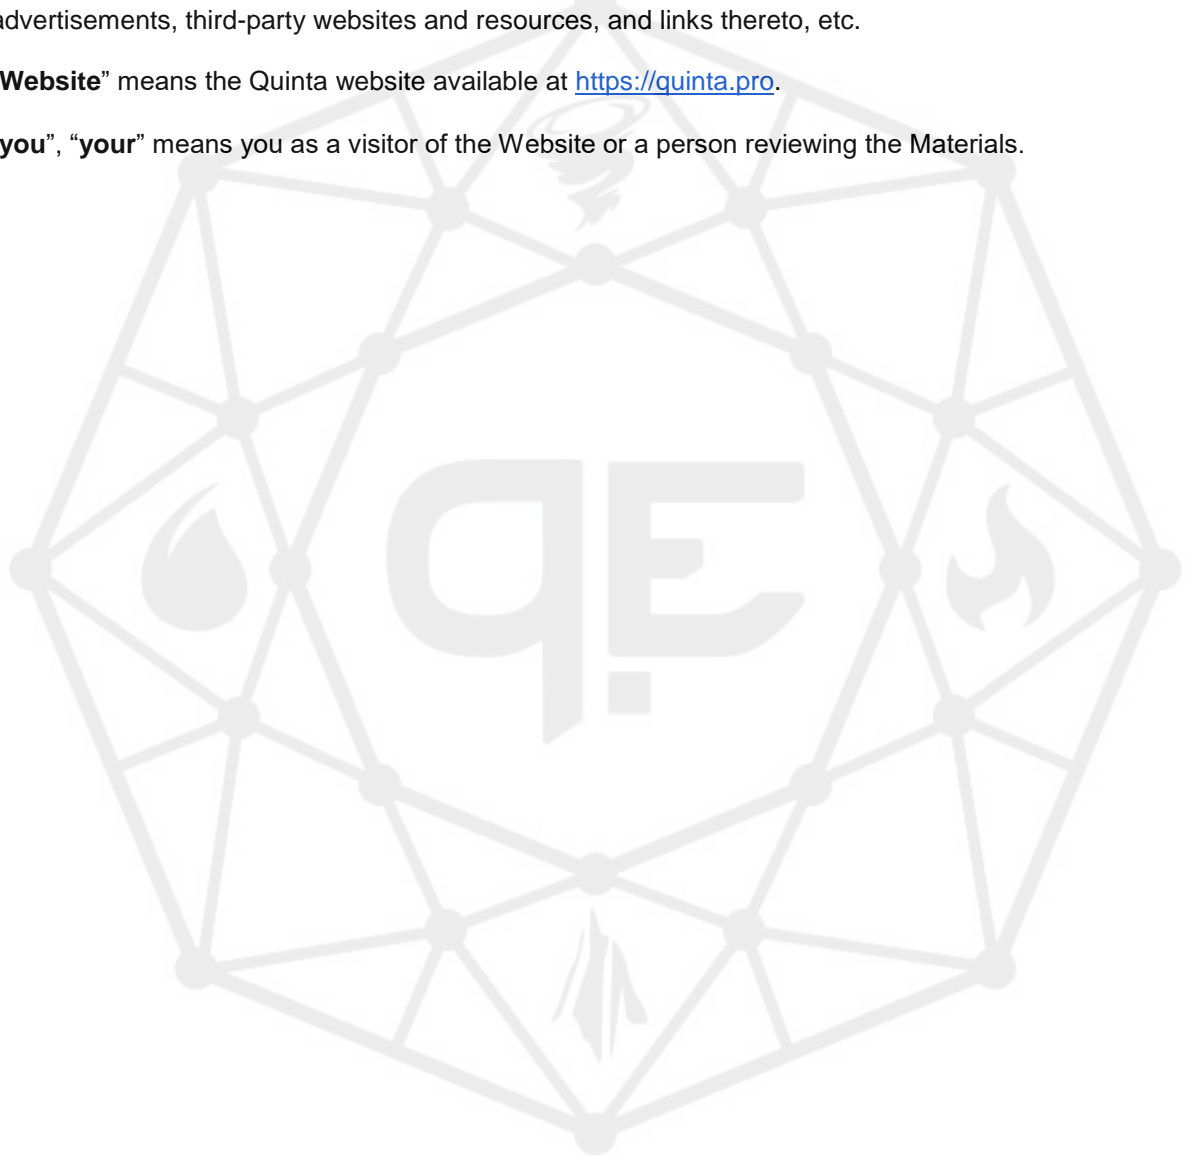 advertisements, third-party websites and resources, and links thereto, etc.
Website” means the Quinta website available at https://quinta.pro.
you”, “your” means you as a visitor of the Website or a person reviewing the Materials.
qE